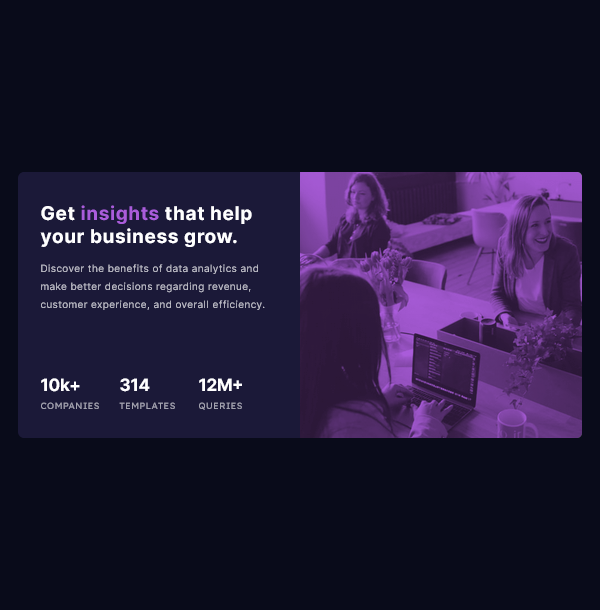 Get insights that help
your business grow.
Discover the benefits of data analytics and
make better decisions regarding revenue,
customer experience, and overall efficiency.
10k+ 314 12M+
COMPANIES TEMPLATES QUERIES